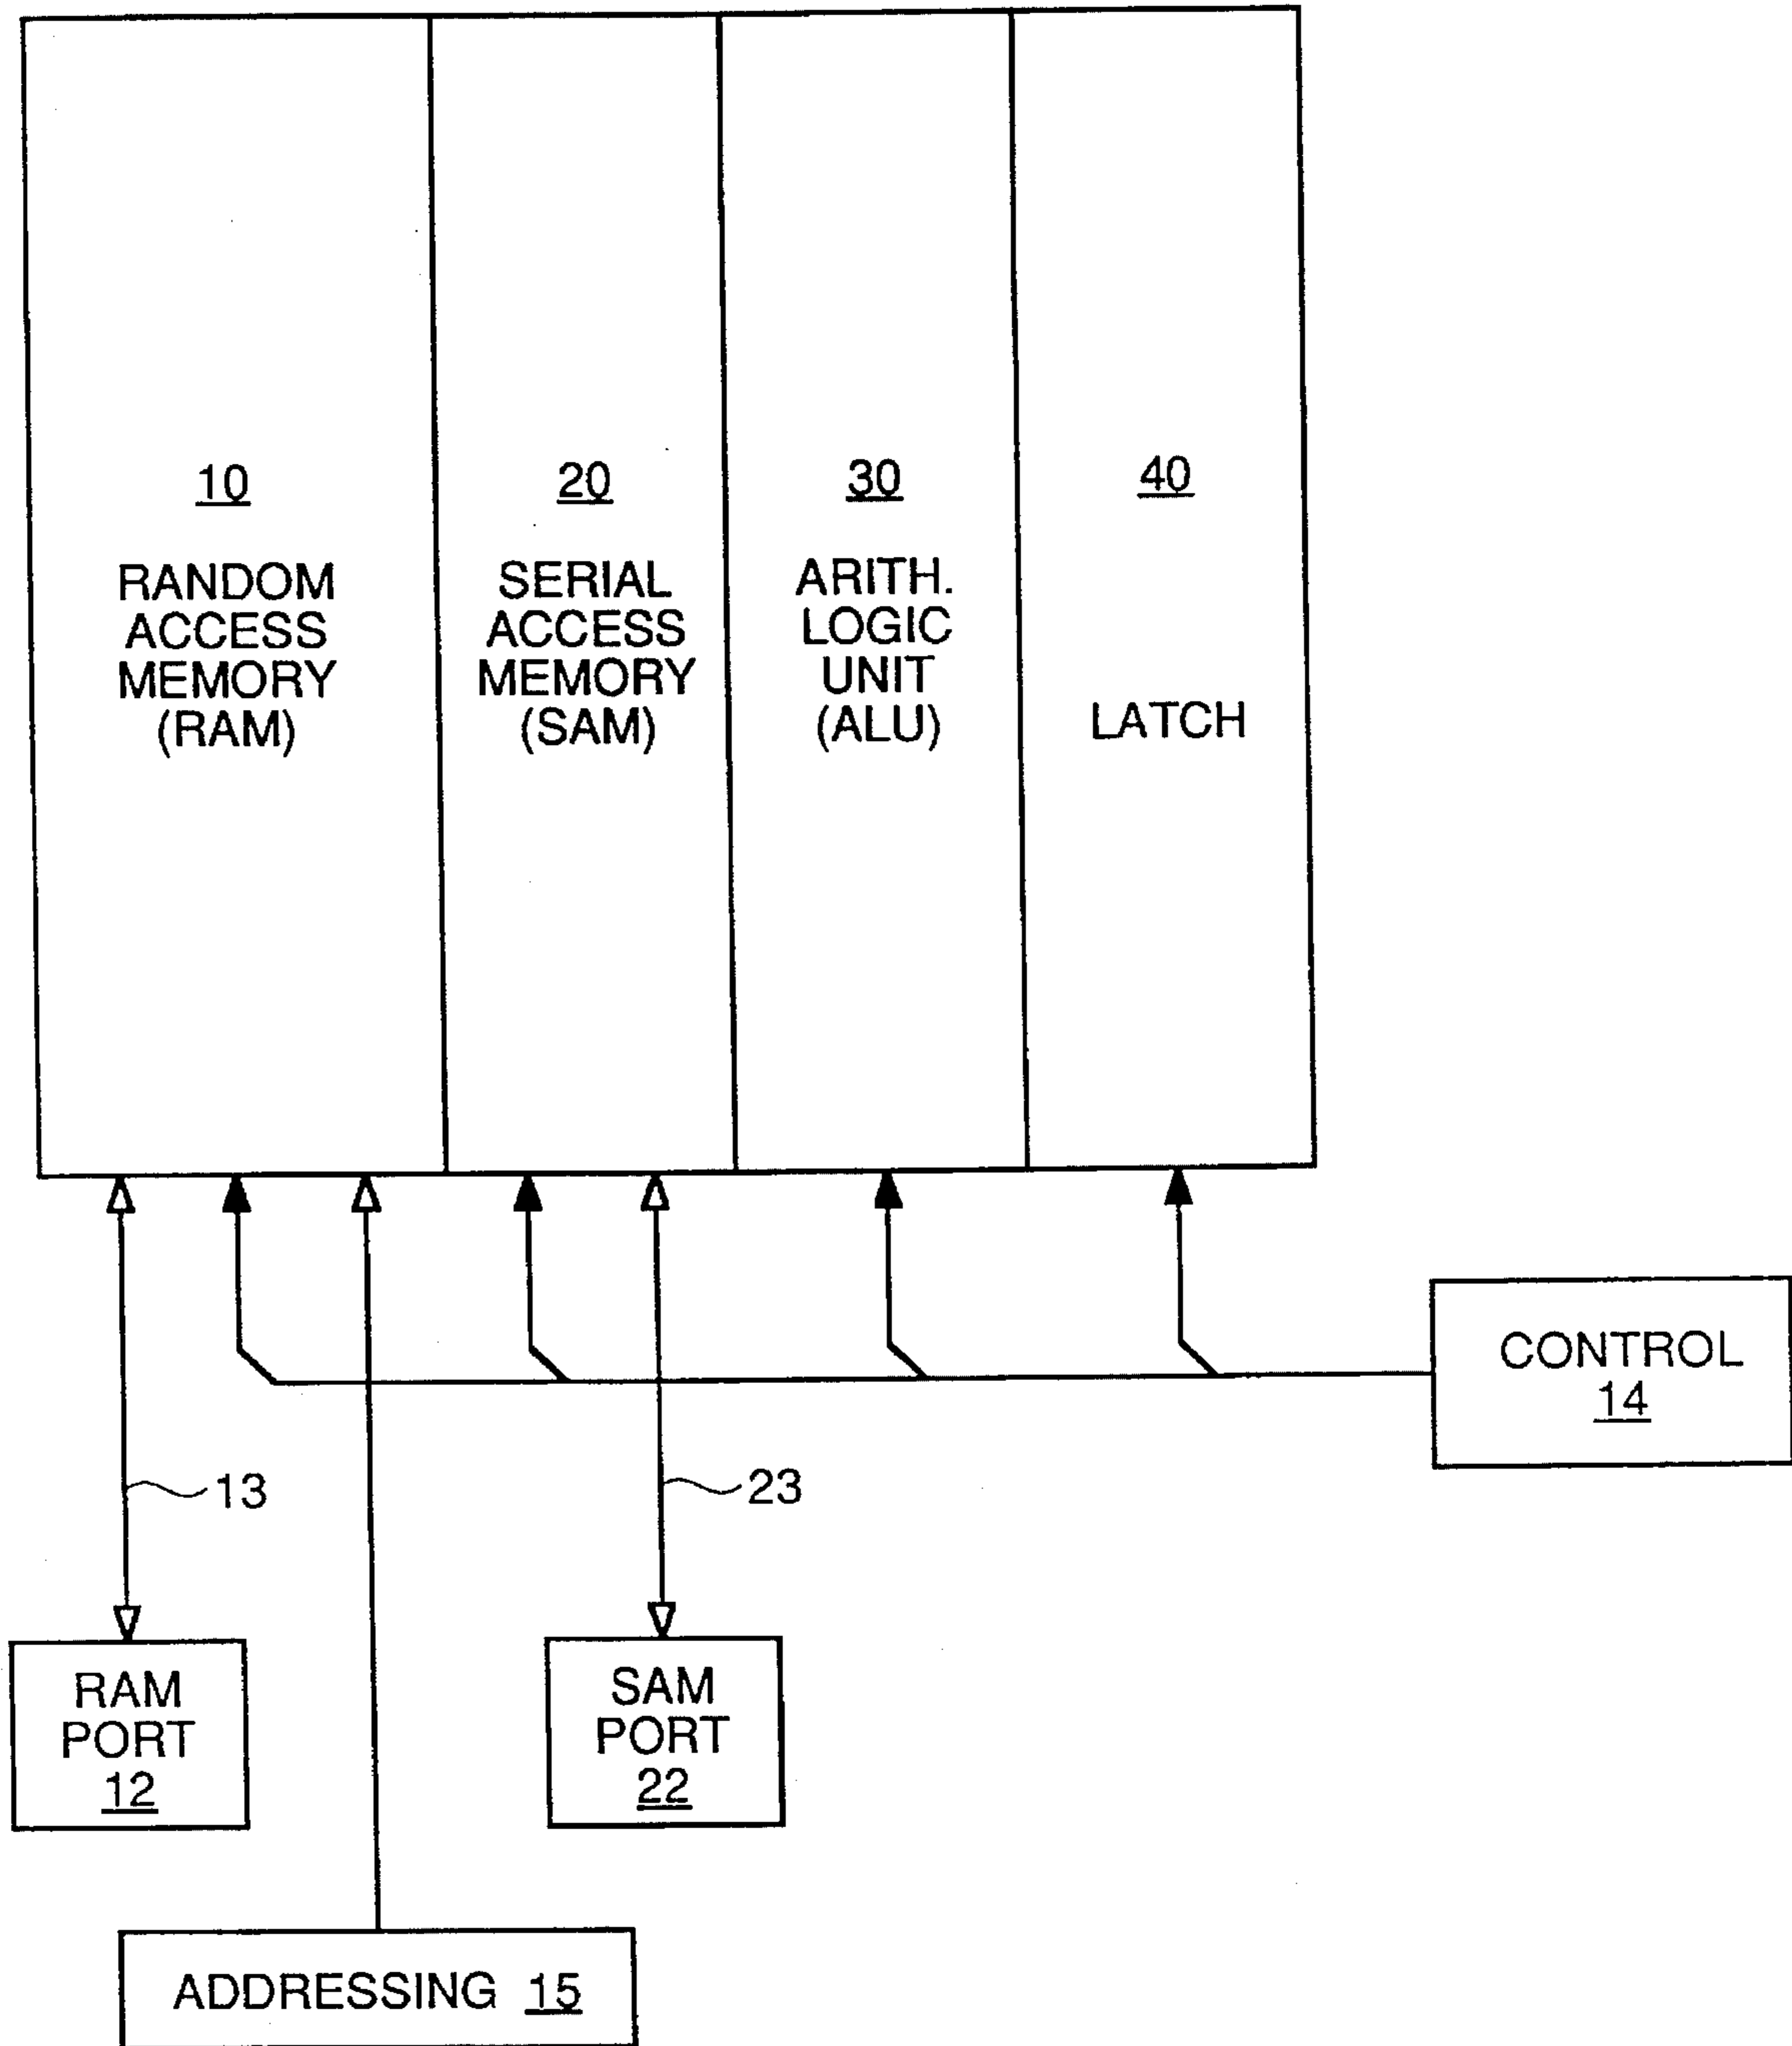 10
RANDOM
ACCESS
MEMORY
(RAM)
20
SERIAL
ACCESS
MEMORY
(SAM)
30
ARITH.
LOGIC
UNIT
(ALU)
40
LATCH
CONTROL
14
13
23
RAM
PORT
12
SAM
PORT
22
ADDRESSING 15